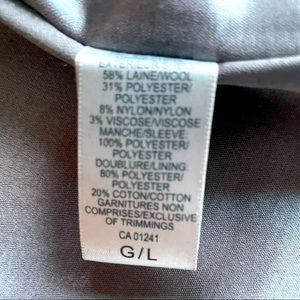 58% LAINE/WOOL
31% POLYESTER/
POLYESTER
8% NYLON/NYLON
3% VISCOSE/VISCOSE
MANCHE/SLEEVE:
100% POLYESTER/
POLYESTER
DOUBLURE/LINING:
80% POLYESTER/
POLYESTER
20% COTON/COTTON
GARNITURES NON
COMPRISES/EXCLUSIVE
OF TRIMMINGS
CA 01241
G/L